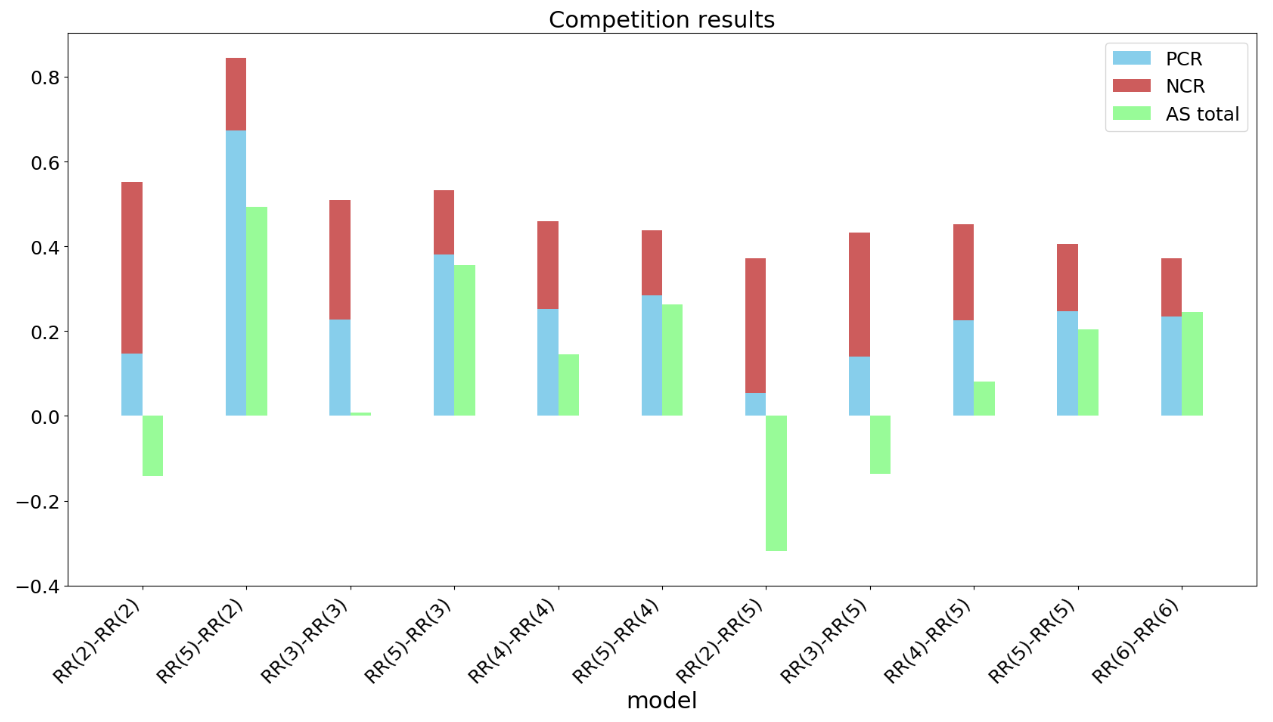 Competition results
PCR
NCR
AS total
0.8
0.6
0.4
0.2
0.0
−0.2
−0.4
RR(2)-RR(2)
RR(5)-RR(2)
RR(3)-RR(3)
RR(5)-RR(3)
RR(4)-RR(4)
RR(5)-RR(4)
RR(2)-RR(5)
RR(3)-RR(5)
RR(4)-RR(5)
RR(5)-RR(5)
RR(6)-RR(6)
model